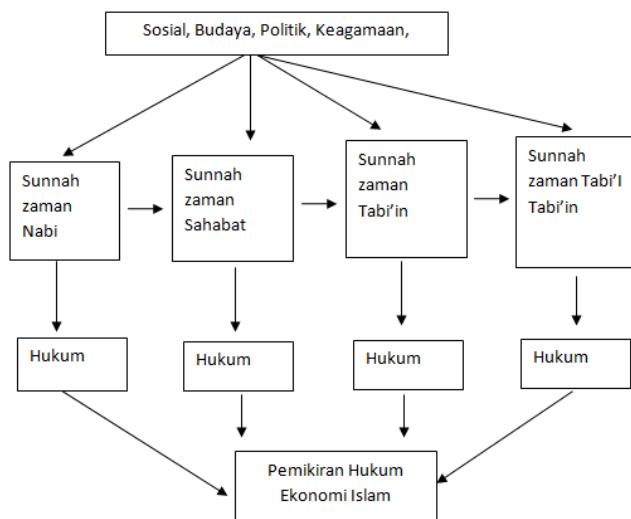 Sosial, Budaya, Politik, Keagamaan,
Sunnah
zaman
Nabi
Sunnah
zaman
Sahabat
Sunnah
zaman
Tabi’in
Sunnah
zaman Tabi’I
Tabi’in
Hukum
Hukum
Hukum
Hukum
Pemikiran Hukum
Ekonomi Islam